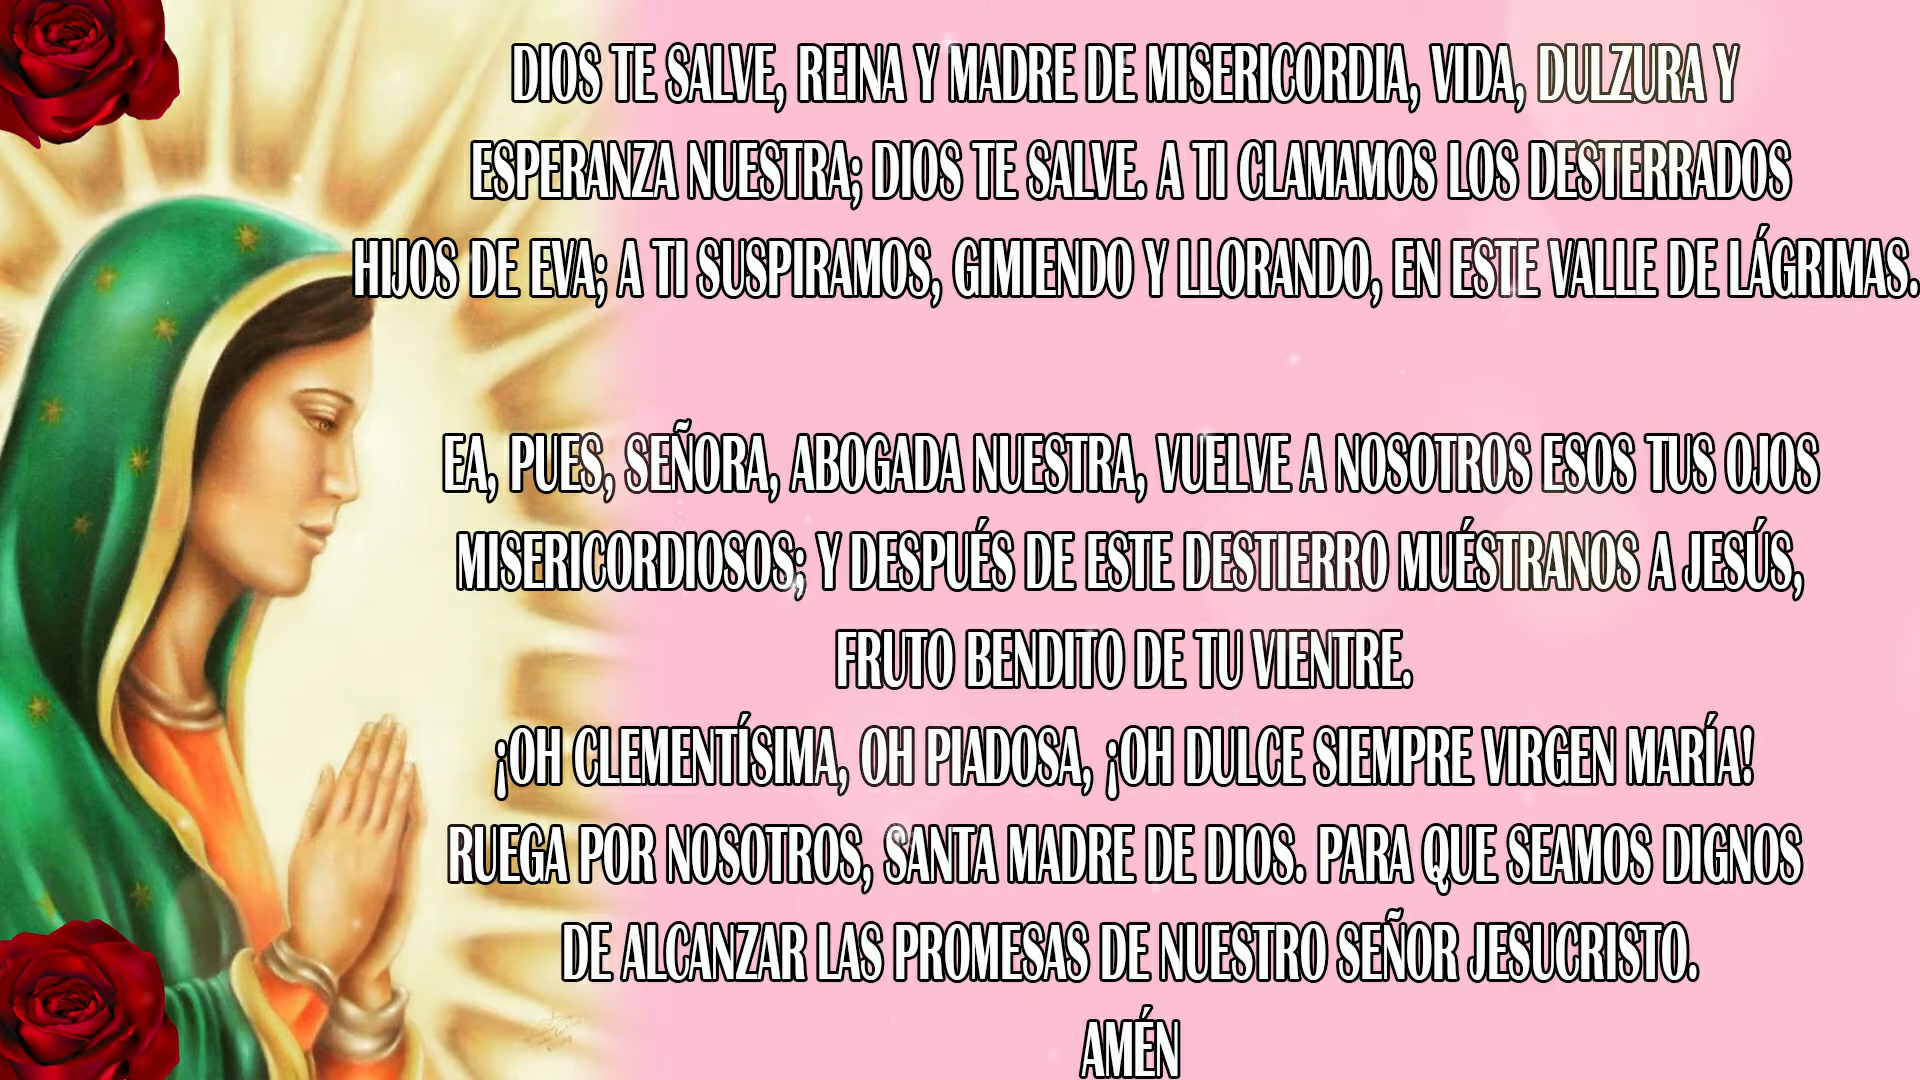 DIOS TE SALVE, REINA Y MADRE DE MISERICORDIA, VIDA, DULZURA Y
ESPERANZA NUESTRA; DIOS TE SALVE. A TI CLAMAMOS LOS DESTERRADOS
HIJOS DE EVA; A TI SUSPIRAMOS, GIMIENDO Y LLORANDO, EN ESTE VALLE DE LÁGRIMAS.
EA, PUES, SEÑORA, ABOGADA NUESTRA, VUELVE A NOSOTROS ESOS TUS OJOS
MISERICORDIOSOS; Y DESPUÉS DE ESTE DESTIERRO MUÉSTRANOS A JESÚS,
FRUTO BENDITO DE TU VIENTRE.
¡OH CLEMENTÍSIMA, OH PIADOSA, ¡OH DULCE SIEMPRE VIRGEN MARÍA!
RUEGA POR NOSOTROS, SANTA MADRE DE DIOS. PARA QUE SEAMOS DIGNOS
DE ALCANZAR LAS PROMESAS DE NUESTRO SEÑOR JESUCRISTO.
AMÉN